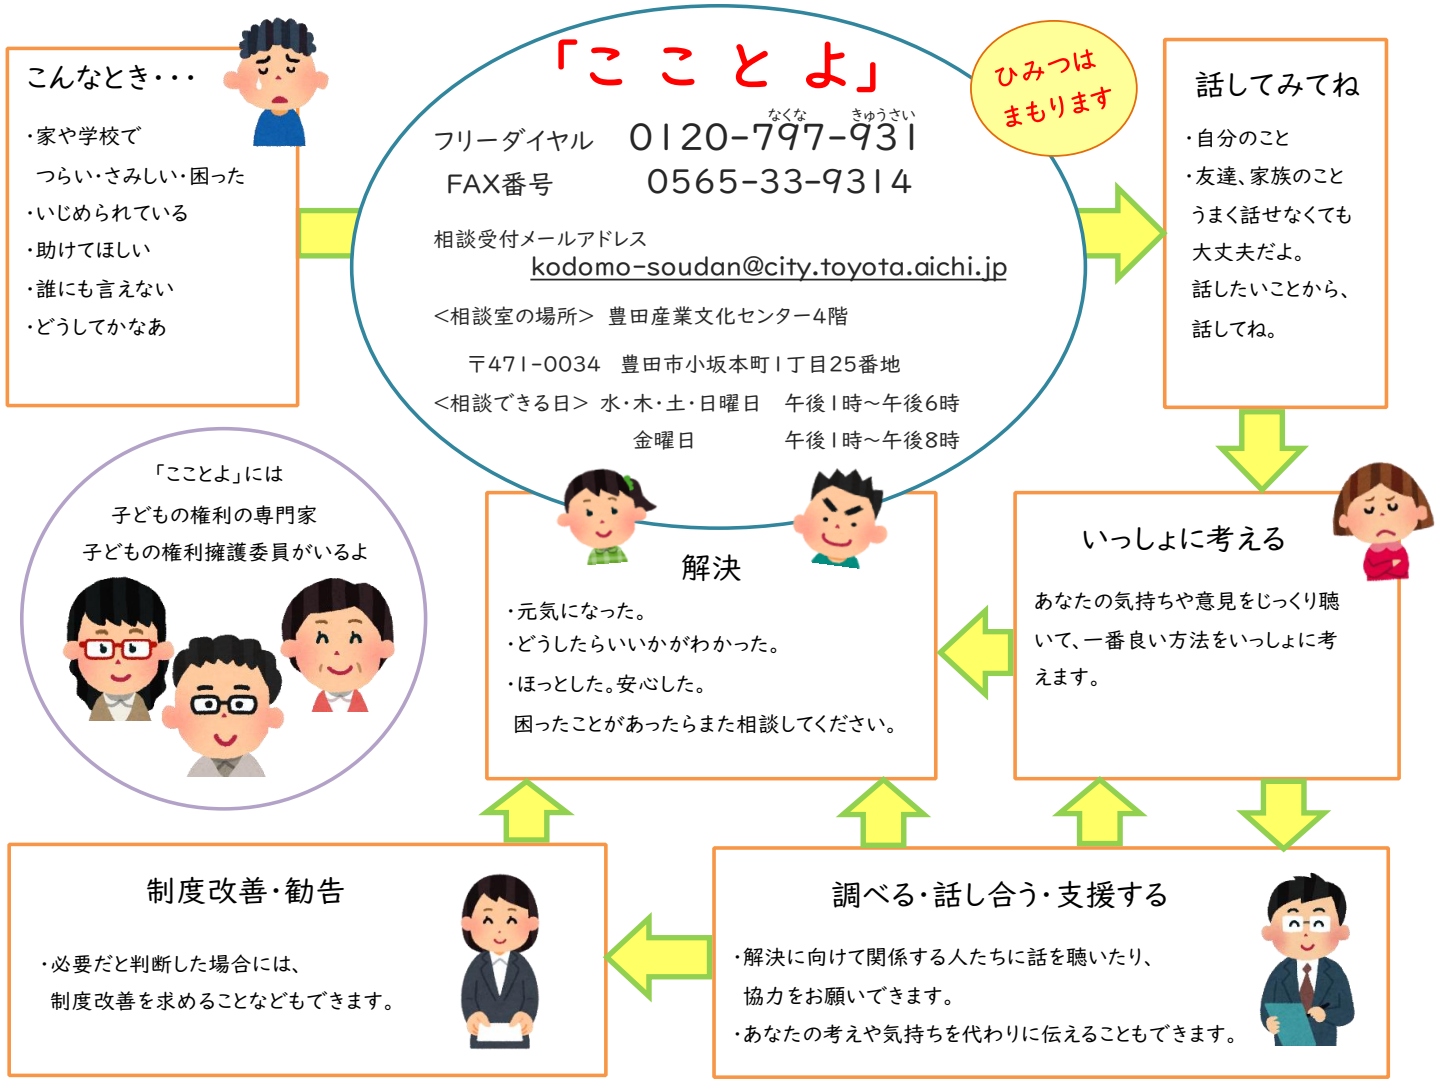 こんなとき・・・
・家や学校で
つらい・さみしい・困った
・いじめられている
・助けてほしい
・誰にも言えない
・どうしてかなあ
「こことよ」
ひみつは
まもります
なくな きゅうさい
フリーダイヤル 0120-797-931
FAX番号 0565-33-9314
相談受付メールアドレス
kodomo-soudan@city.toyota.aichi.jp
<相談室の場所> 豊田産業文化センター4階
〒471-0034 豊田市小坂本町1丁目25番地
<相談できる日> 水・木・土・日曜日 午後1時~午後6時
金曜日 午後1時~午後8時
話してみてね
・自分のこと
・友達、家族のこと
うまく話せなくても
大丈夫だよ。
話したいことから、
話してね。
「こことよ」には
子どもの権利の専門家
子どもの権利擁護委員がいるよ
解決
・元気になった。
・どうしたらいいかがわかった。
・ほっとした。安心した。
困ったことがあったらまた相談してください。
いっしょに考える
あなたの気持ちや意見をじっくり聴
いて、一番良い方法をいっしょに考
えます。
制度改善・勧告
・必要だと判断した場合には、
制度改善を求めることなどもできます。
調べる・話し合う・支援する
・解決に向けて関係する人たちに話を聴いたり、
協力をお願いできます。
・あなたの考えや気持ちを代わりに伝えることもできます。